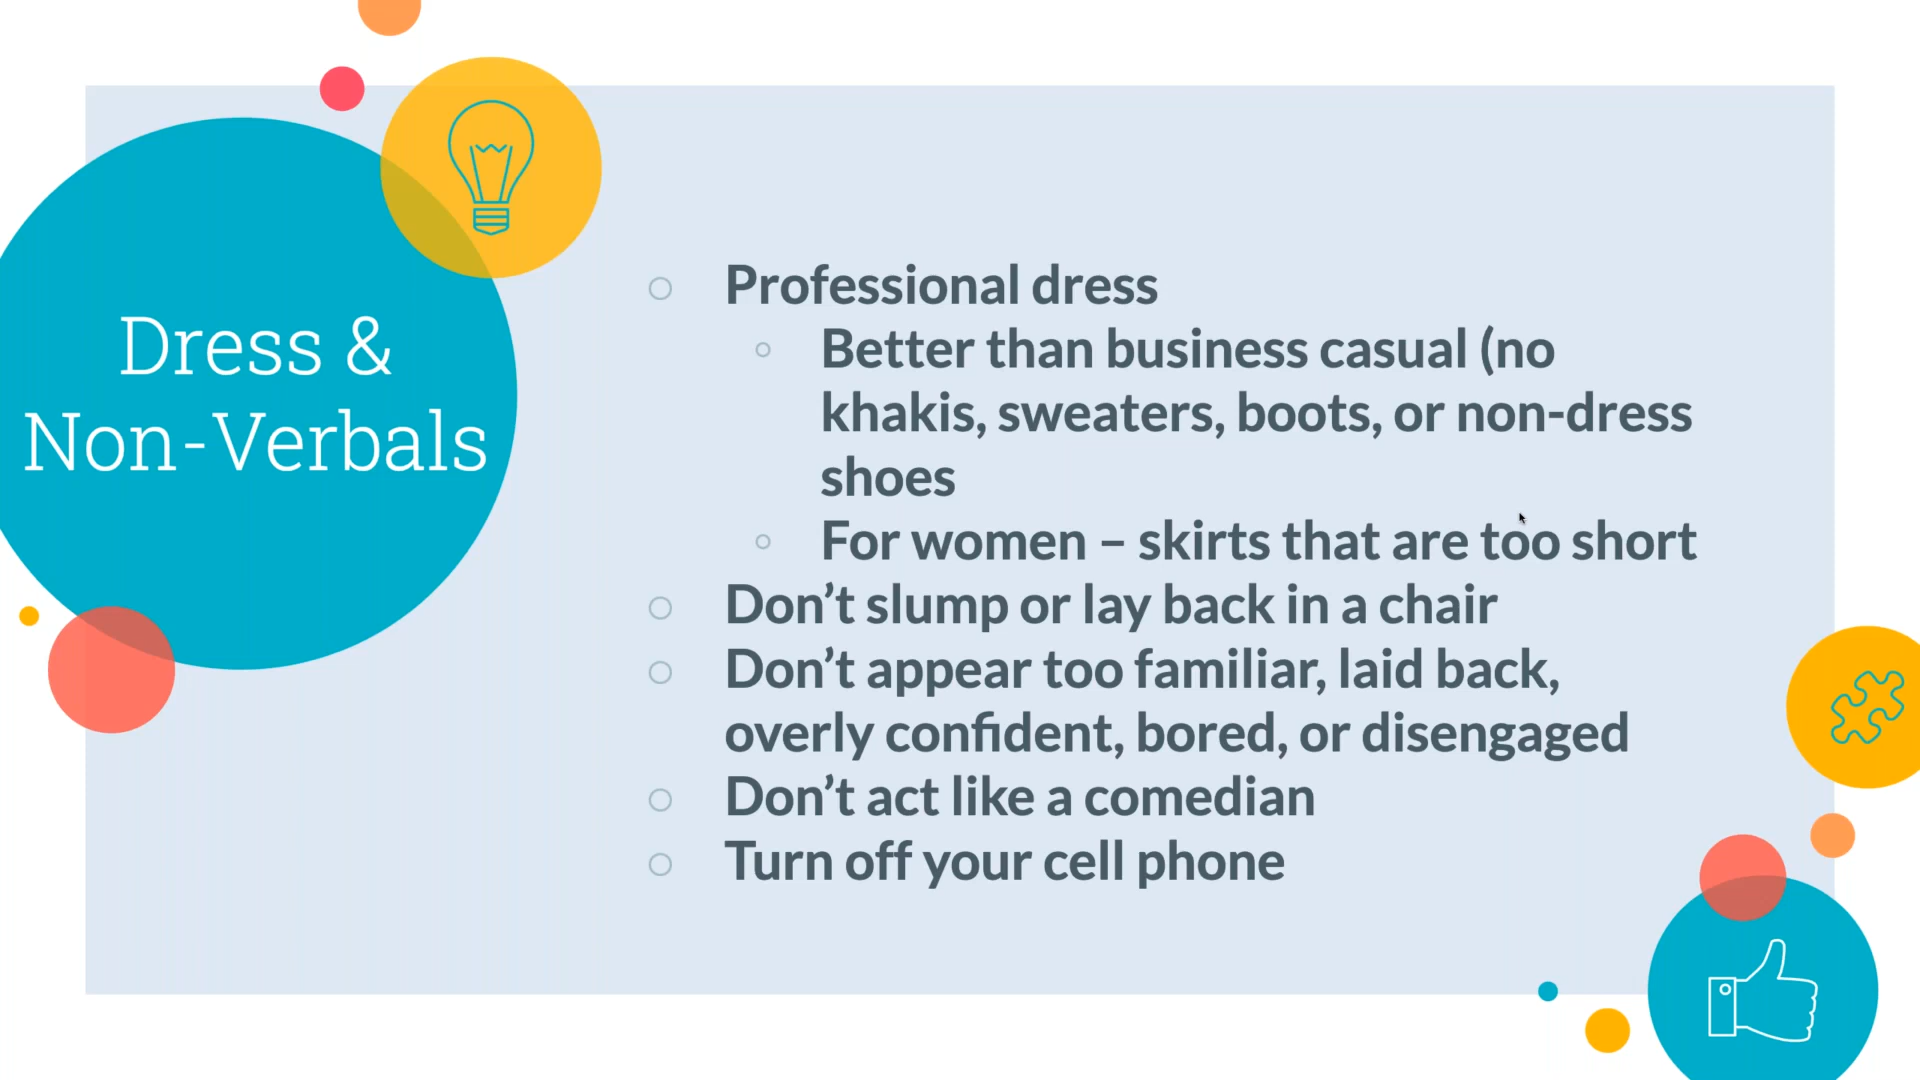 Dress &
Non-Verbals
Professional dress
Better than business casual (no
khakis, sweaters, boots, or non-dress
shoes
For women – skirts that are too short
Don’t slump or lay back in a chair
Don’t appear too familiar, laid back,
overly confident, bored, or disengaged
Don’t act like a comedian
Turn off your cell phone